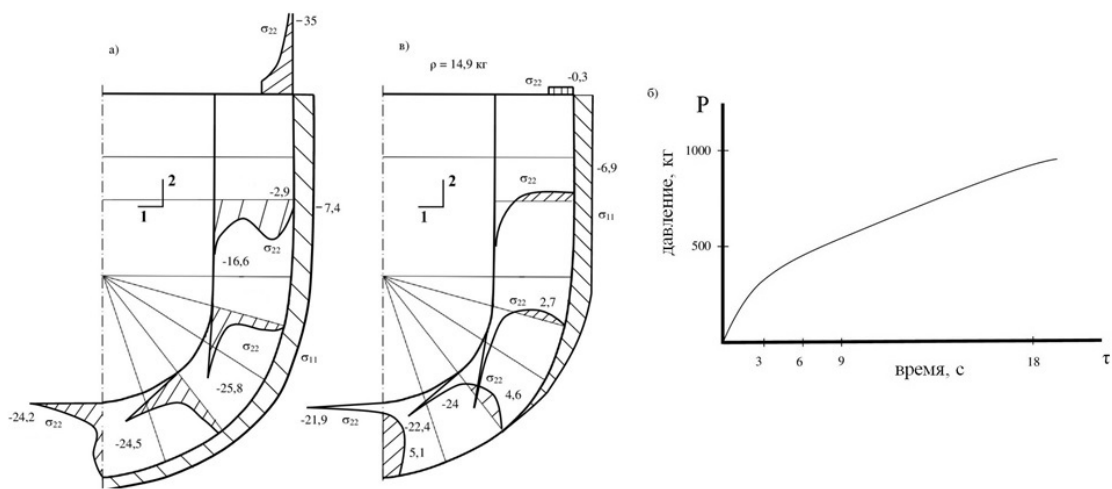 а)
σ22
−35
2
1
-2,9
−7,4
σ22
-16,6
σ22
σ11
-25,8
-24,2
σ22
-24,5
в)
ρ = 14,9 кг
σ22
-0,3
-6,9
2
1
σ22
σ11
σ22
2,7
σ22
4,6
-24
-21,9
σ22
-22,4
5,1
б)
P
давление, кг
1000
500
3
6
9
18
τ
время, с